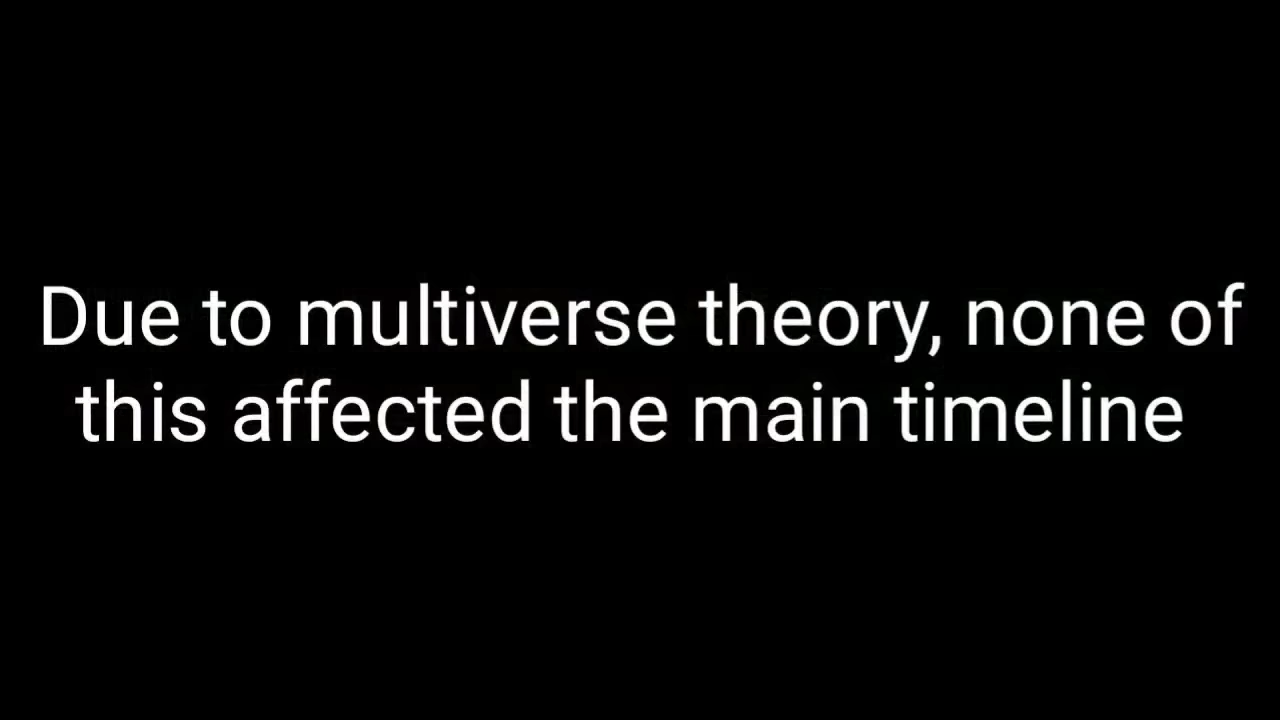 Due to multiverse theory, none of
this affected the main timeline